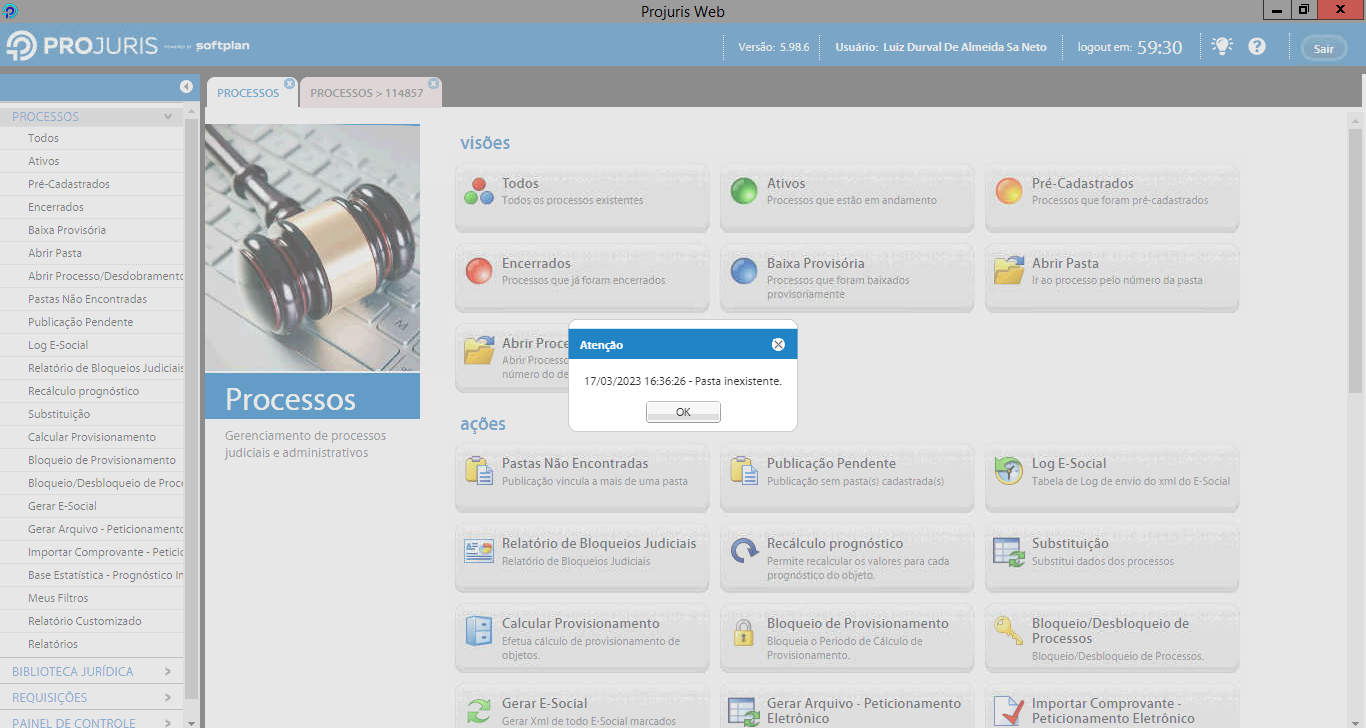 Projuris Web
PROJURIS POWERED BY softplan
Versão: 5.98.6
Usuário: Luiz Durval De Almeida Sa Neto
logout em: 59:30
Sair
PROCESSOS
PROCESSOS > 114857
PROCESSOS
Todos
Ativos
Pré-Cadastrados
Encerrados
Baixa Provisória
Abrir Pasta
Abrir Processo/Desdobramento
Pastas Não Encontradas
Publicação Pendente
Log E-Social
Relatório de Bloqueios Judiciais
Recálculo prognóstico
Substituição
Calcular Provisionamento
Bloqueio de Provisionamento
Bloqueio/Desbloqueio de Proce
Gerar E-Social
Gerar Arquivo - Peticionamento
Importar Comprovante - Peticio
Base Estatística - Prognóstico In
Meus Filtros
Relatório Customizado
Relatórios
BIBLIOTECA JURÍDICA
REQUISIÇÕES
PAINEL DE CONTROLE
Processos
Gerenciamento de processos
judiciais e administrativos
visões
Todos
Todos os processos existentes
Ativos
Processos que estão em andamento
Pré-Cadastrados
Processos que foram pré-cadastrados
Encerrados
Processos que já foram encerrados
Baixa Provisória
Processos que foram baixados
provisoriamente
Abrir Pasta
Ir ao processo pelo número da pasta
Abrir Proce
Abrir Processo
número do de
Atenção
17/03/2023 16:36:26 - Pasta inexistente.
OK
ações
Pastas Não Encontradas
Publicação vincula a mais de uma pasta
Publicação Pendente
Publicação sem pasta(s) cadastrada(s)
Log E-Social
Tabela de Log de envio do xml do E-Social
Relatório de Bloqueios Judiciais
Relatório de Bloqueios Judiciais
Recálculo prognóstico
Permite recalcular os valores para cada
prognóstico do objeto.
Substituição
Substitui dados dos processos
Calcular Provisionamento
Efetua cálculo de provisionamento de
objetos.
Bloqueio de Provisionamento
Bloqueia o Periodo de Cálculo de
Provisionamento.
Bloqueio/Desbloqueio de
Processos
Bloqueio/Desbloqueio de Processos.
Gerar E-Social
Gerar Xml de todo E-Social marcados
Gerar Arquivo - Peticionamento
Eletrônico
Importar Comprovante -
Peticionamento Eletrônico